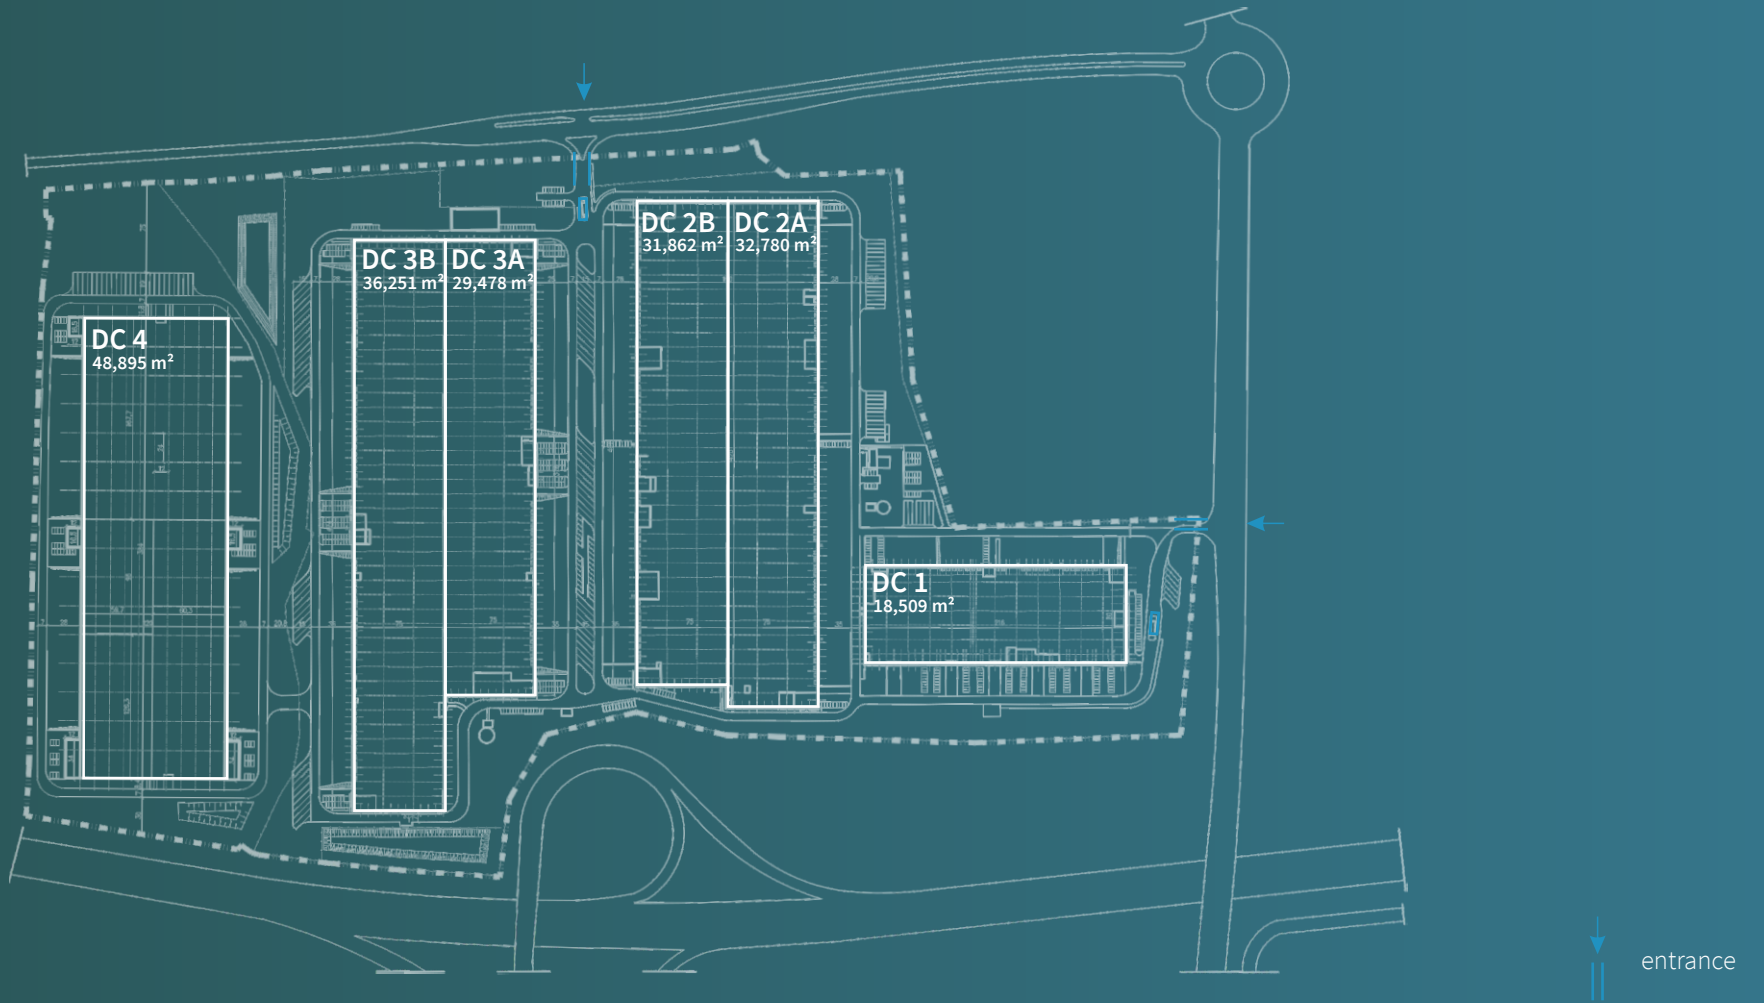 DC 2B
31,862 m²
DC 2A
32,780 m²
DC 3B
36,251 m²
DC 3A
29,478 m²
DC 4
48,895 m²
DC 1
18,509 m²
entrance